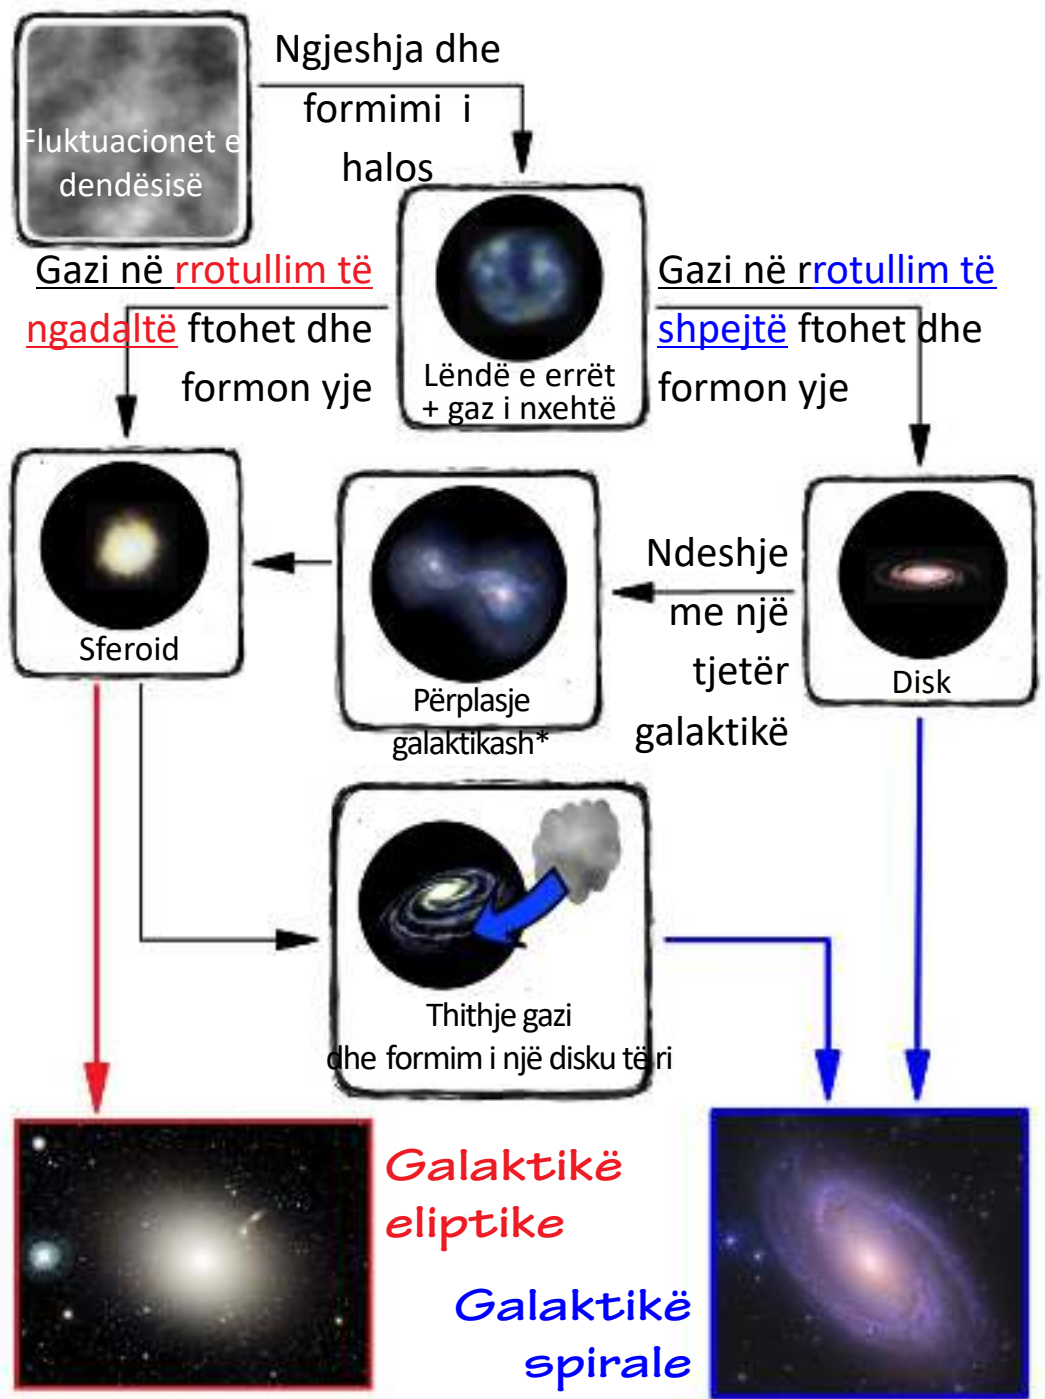 Fluktuacionet e
dendësisë
Ngjeshja dhe
formimi i
halos
Gazi në rrotullim të
ngadaltë ftohet dhe
formon yje
Lëndë e errët
+ gaz i nxehtë
Gazi në rrotullim të
shpejtë ftohet dhe
formon yje
Sferoid
Përplasje
galaktikash*
Ndeshje
me një
tjetër
galaktikë
Disk
Thithje gazi
dhe formim i një disku të ri
Galaktikë
eliptike
Galaktikë
spirale